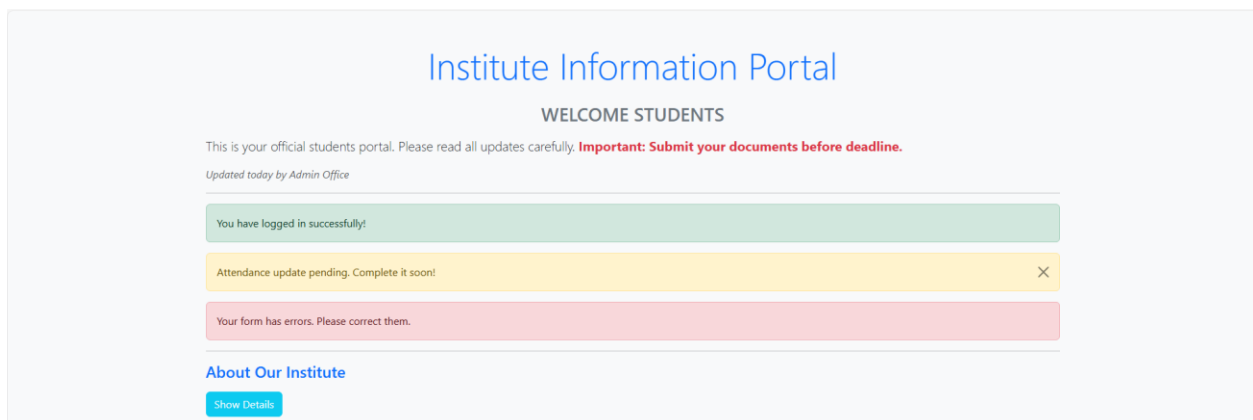 Institute Information Portal
WELCOME STUDENTS
This is your official students portal. Please read all updates carefully. Important: Submit your documents before deadline.
Updated today by Admin Office
You have logged in successfully!
Attendance update pending. Complete it soon!
Your form has errors. Please correct them.
About Our Institute
Show Details